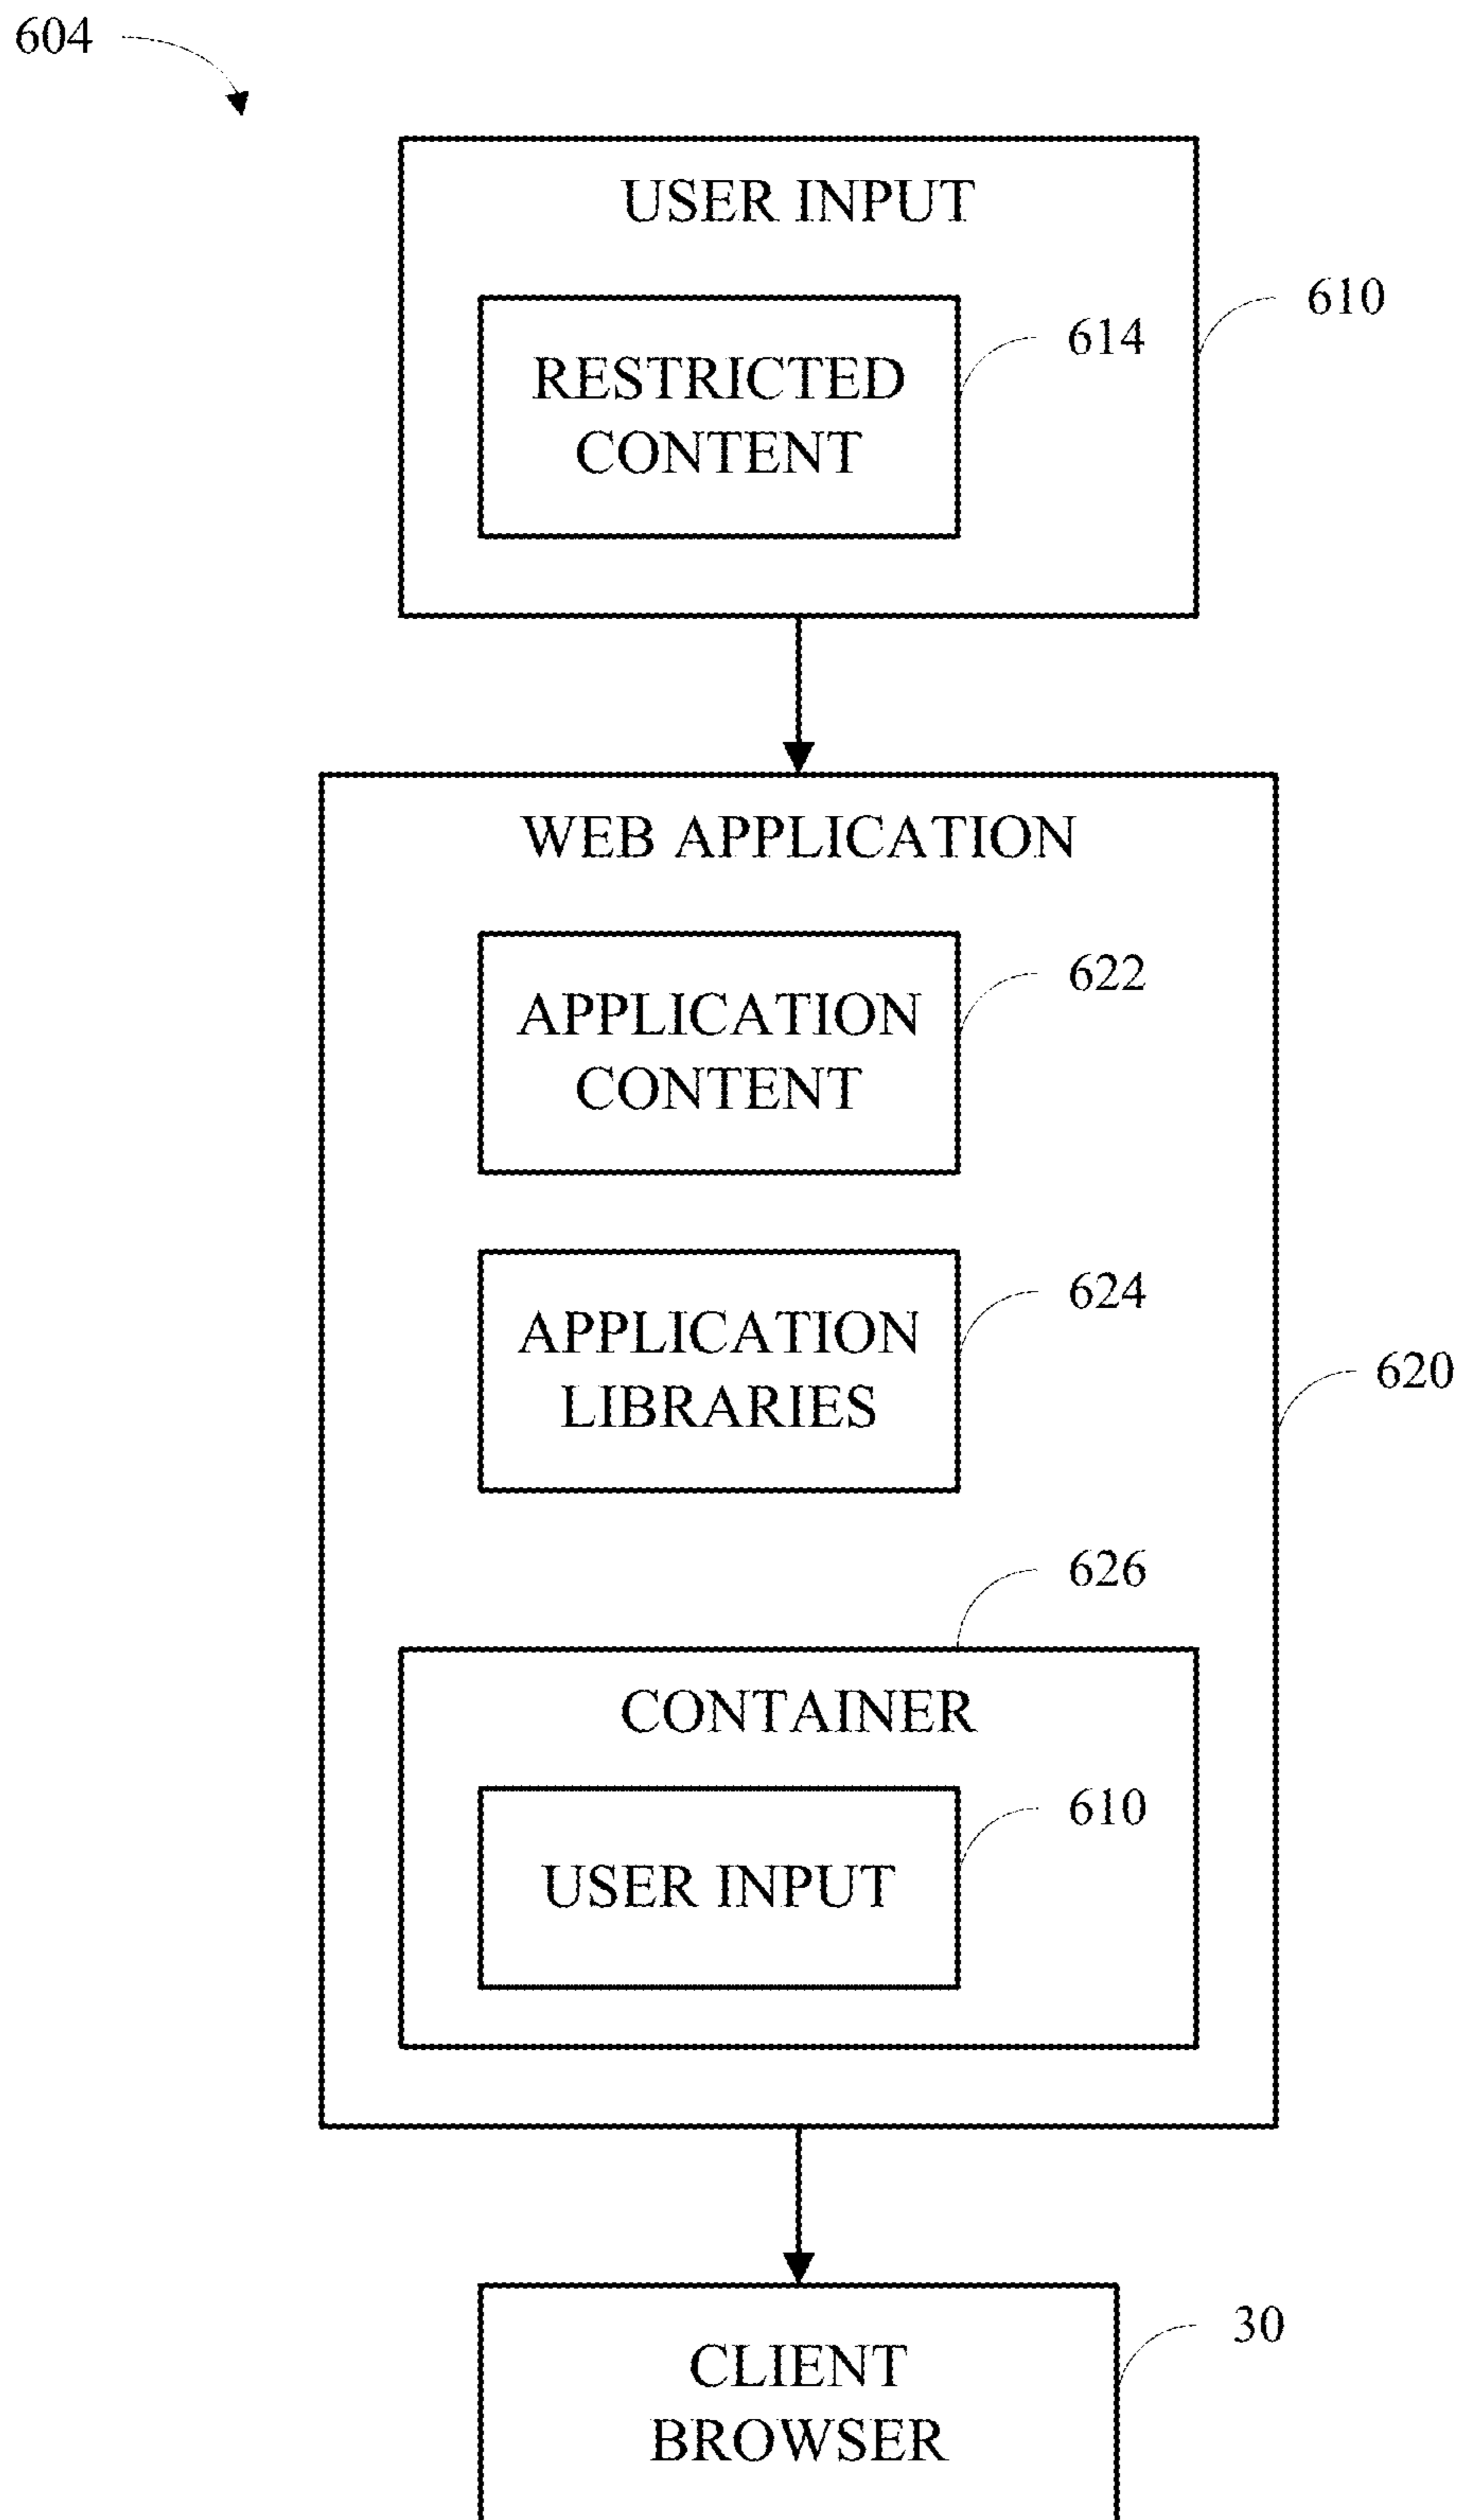 604
USER INPUT
610
614
RESTRICTED
CONTENT
WEB APPLICATION
622
APPLICATION
CONTENT
624
APPLICATION
LIBRARIES
620
626
CONTAINER
610
USER INPUT
30
CLIENT
BROWSER